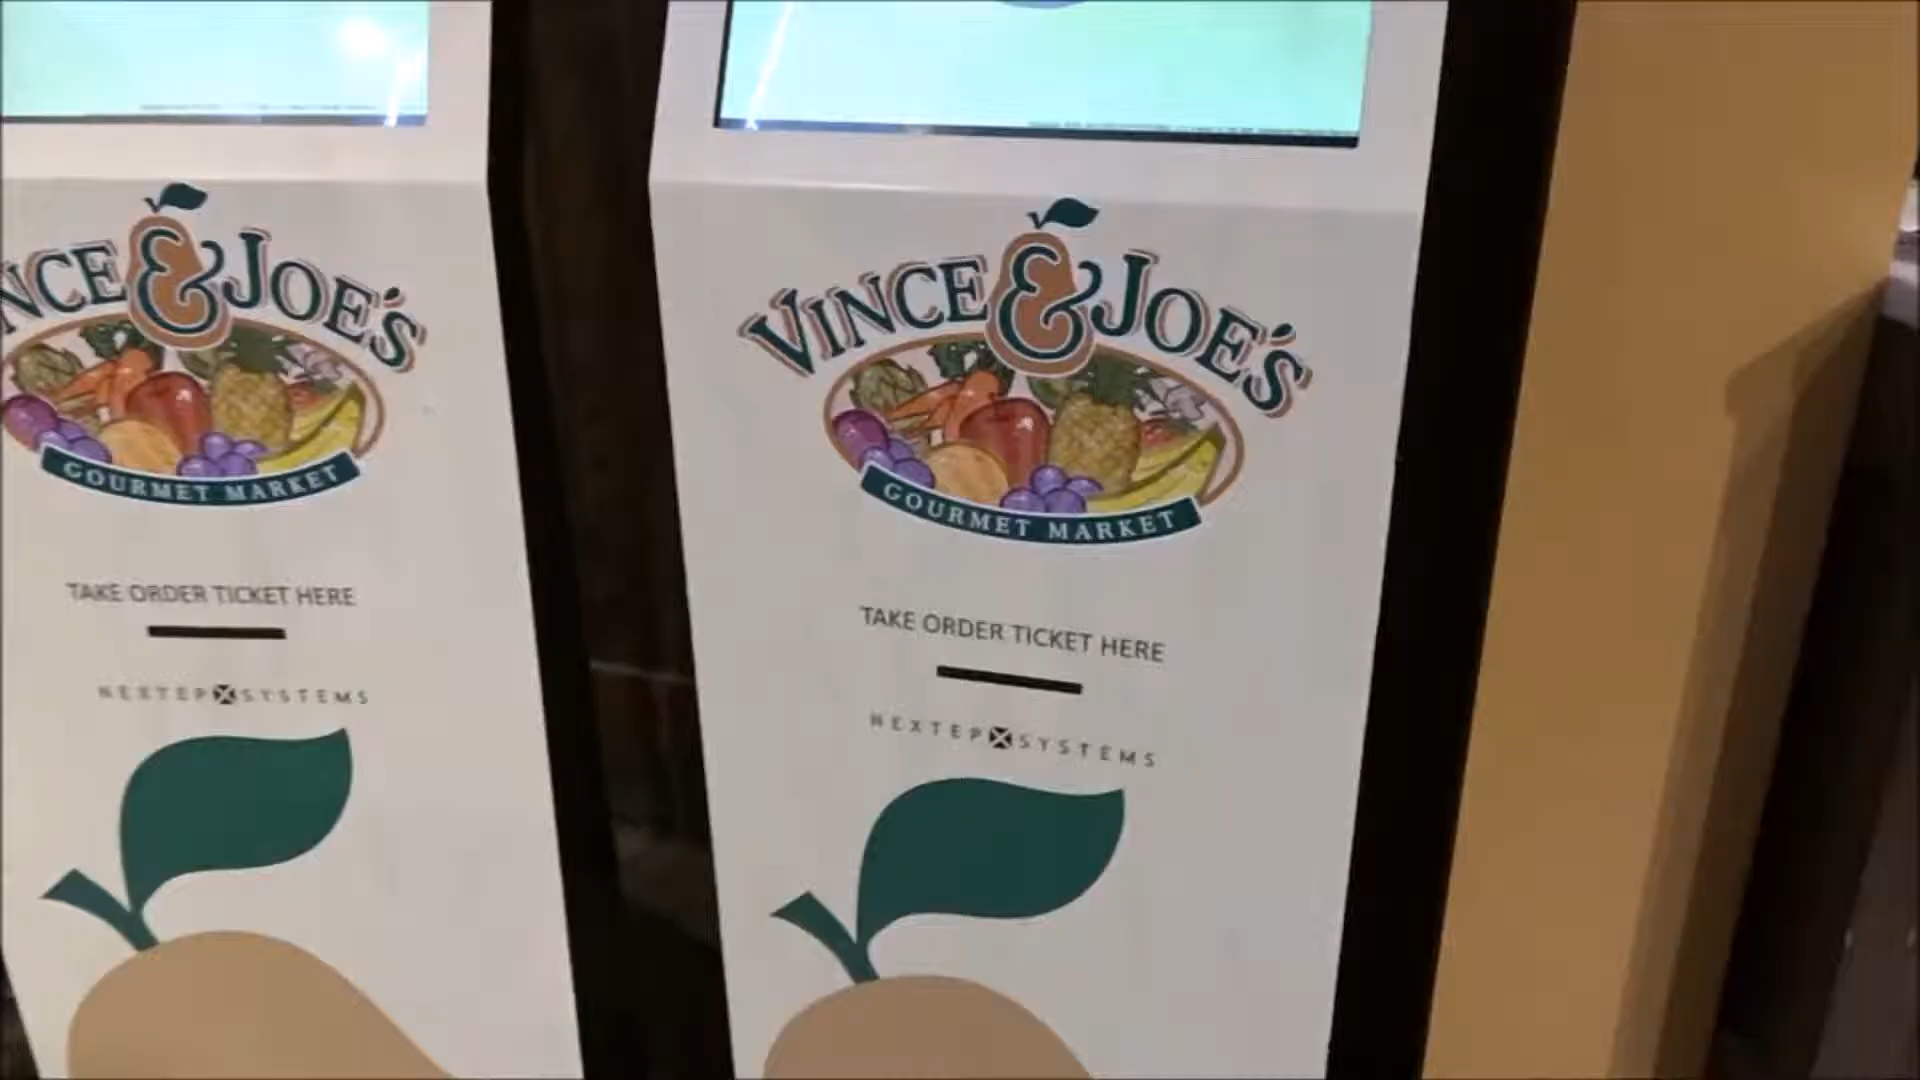 NCE & JOE'S
GOURMET MARKET
TAKE ORDER TICKET HERE
NEXTEP SYSTEMS
VINCE & JOE'S
GOURMET MARKET
TAKE ORDER TICKET HERE
NEXTEP SYSTEMS